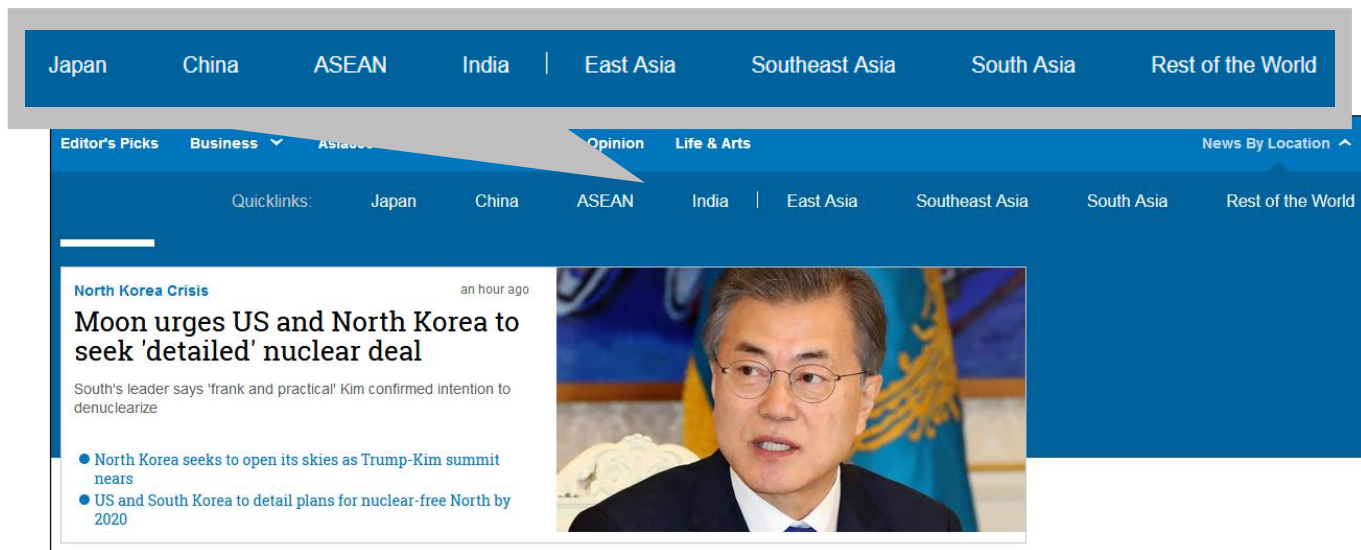 Japan China ASEAN India | East Asia Southeast Asia South Asia Rest of the World
Editor's Picks Business Opinion Life & Arts News By Location
Quicklinks: Japan China ASEAN India | East Asia Southeast Asia South Asia Rest of the World
North Korea Crisis an hour ago
Moon urges US and North Korea to
seek 'detailed' nuclear deal
South's leader says 'frank and practical' Kim confirmed intention to
denuclearize
North Korea seeks to open its skies as Trump-Kim summit
nears
US and South Korea to detail plans for nuclear-free North by
2020